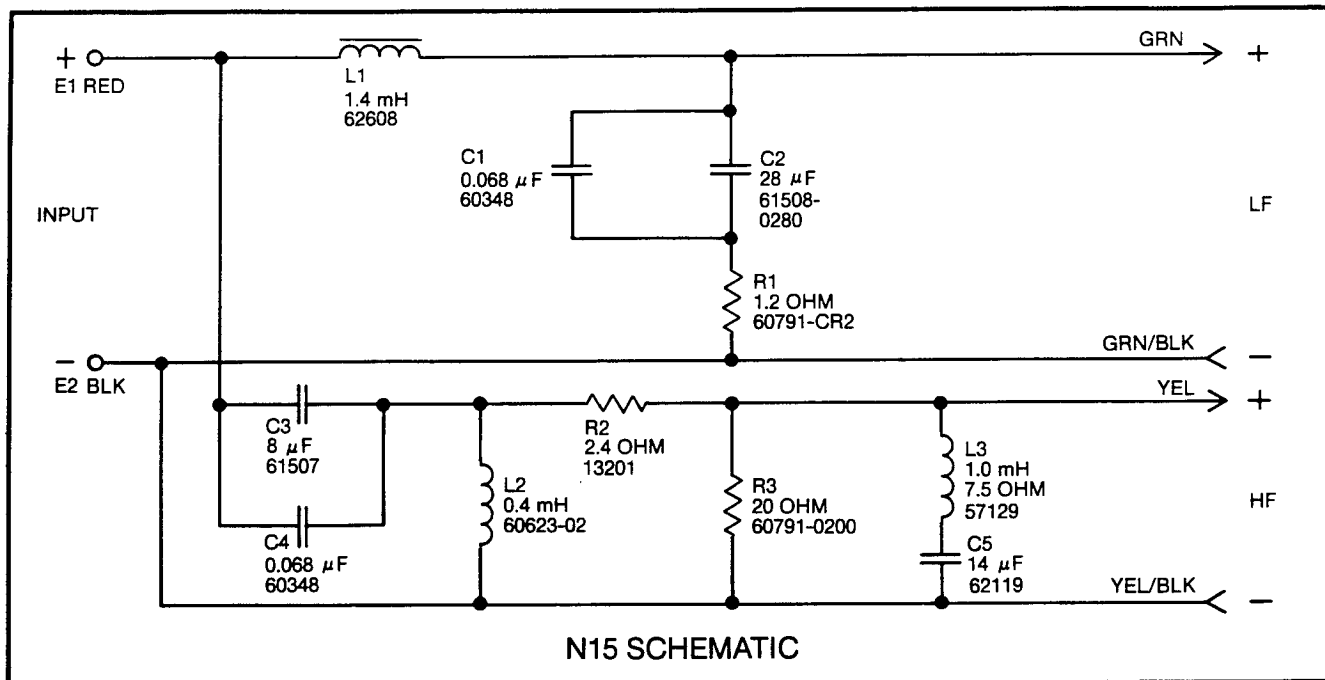 GRN
+
+
E1 RED
L1
1.4 mH
62608
C1
0.068 µF
60348
C2
28 µF
61508-
0280
INPUT
LF
R1
1.2 OHM
60791-CR2
GRN/BLK
–
–
E2 BLK
YEL
+
C3
8 µF
61507
R2
2.4 OHM
13201
L2
0.4 mH
60623-02
R3
20 OHM
60791-0200
L3
1.0 mH
7.5 OHM
57129
HF
C4
0.068 µF
60348
C5
14 µF
62119
YEL/BLK
–
N15 SCHEMATIC